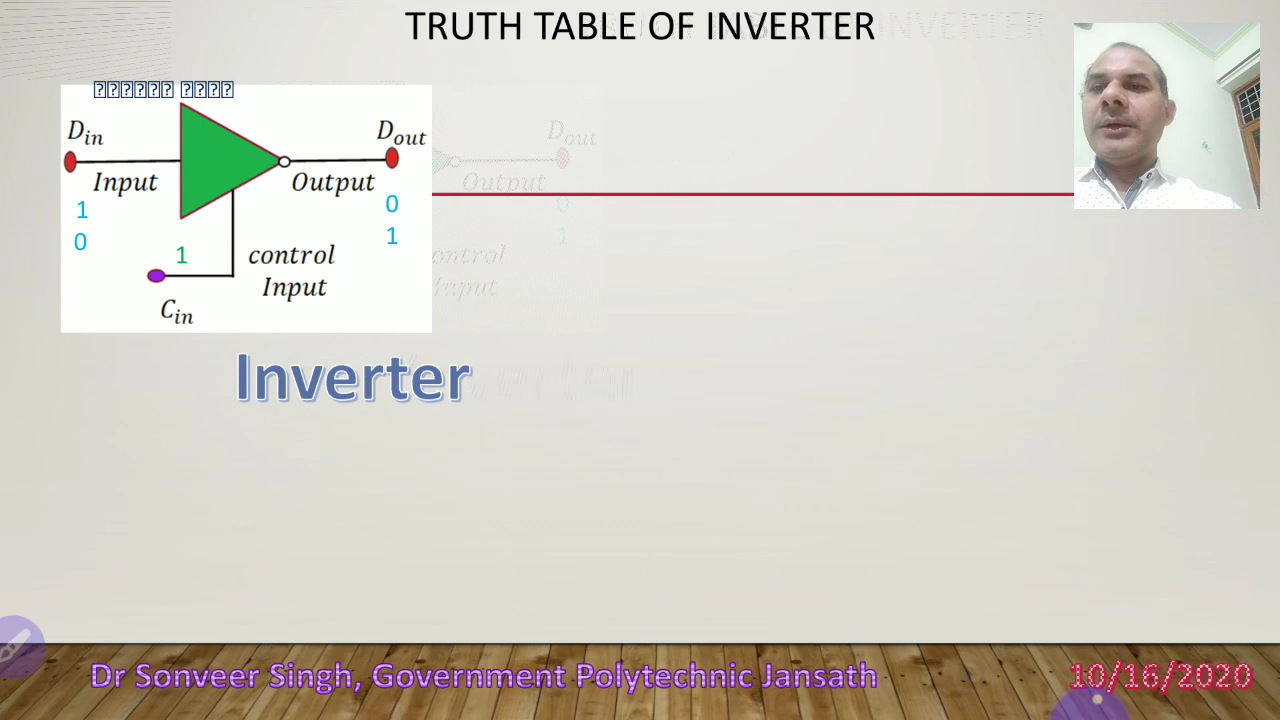 TRUTH TABLE OF INVERTER
D_in
D_out
Input
Output
1
0
0
1
1
control
Input
C_in
Inverter
Dr Sonveer Singh, Government Polytechnic Jansath
10/16/2020